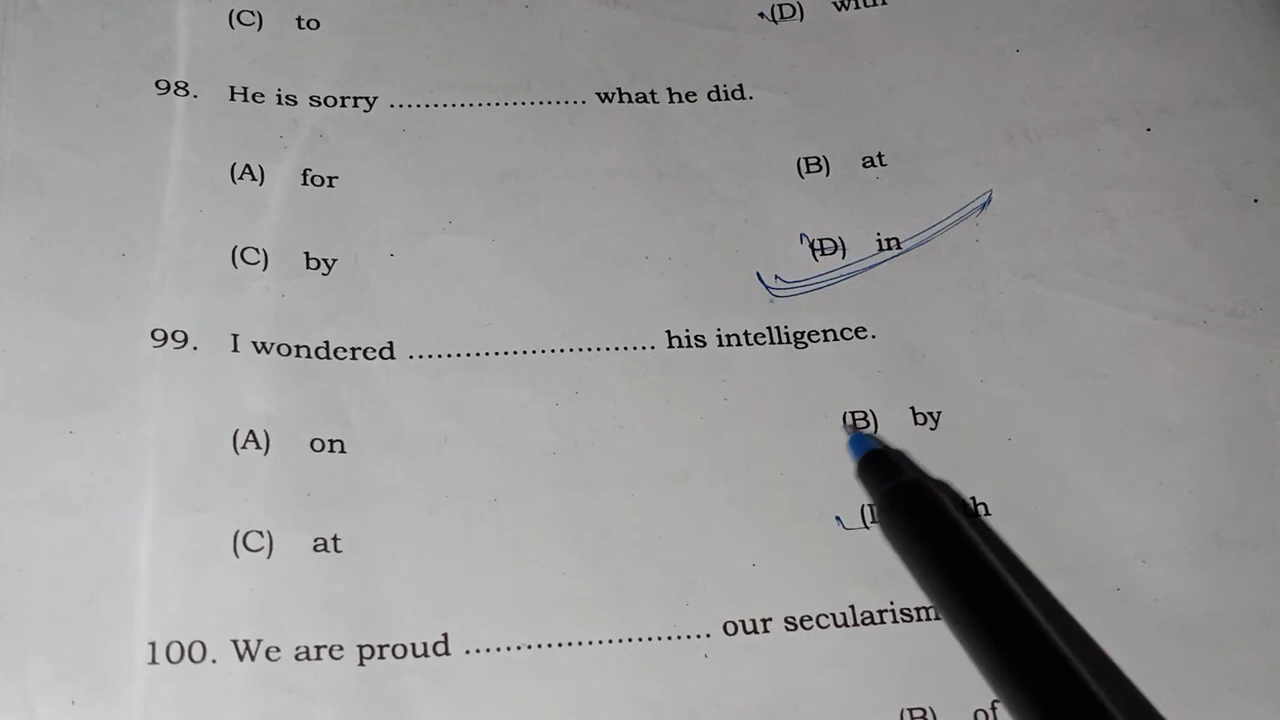 (C) to (D) with
98. He is sorry ........................ what he did.
(A) for (B) at
(C) by (D) in
99. I wondered .......................... his intelligence.
(A) on (B) by
(C) at
100. We are proud .......................... our secularism
(B) of